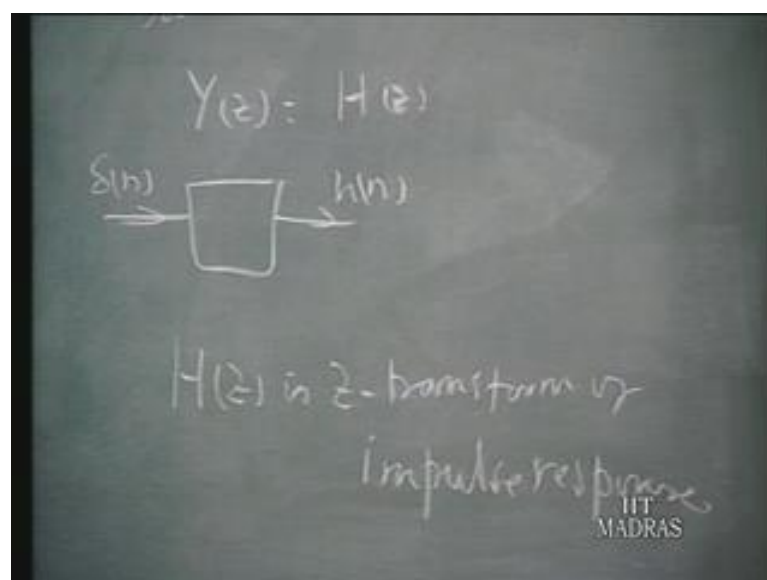 Y(z) = H(z)
δ(n) h(n)
H(z) is z-transform of
impulse response
IIT
MADRAS